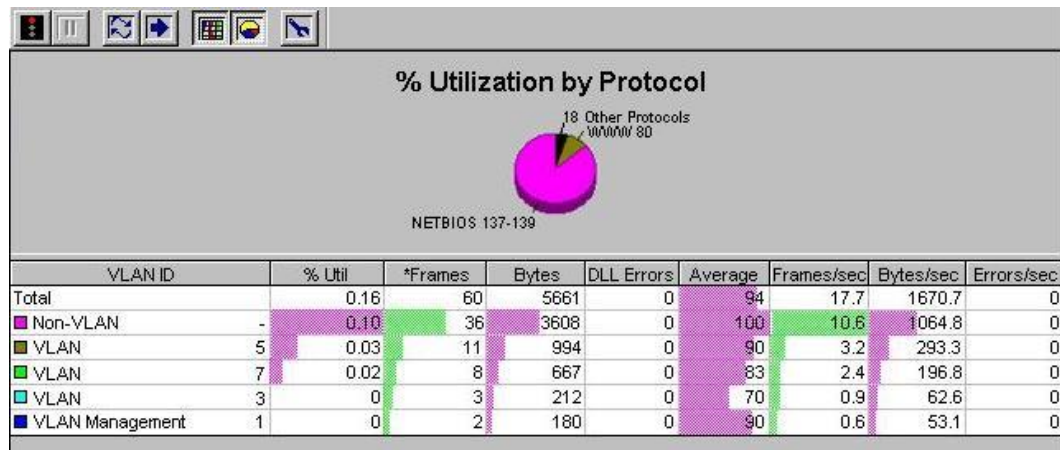 % Utilization by Protocol
18 Other Protocols
WWW 80
NETBIOS 137-139
VLAN ID % Util *Frames Bytes DLL Errors Average Frames/sec Bytes/sec Errors/sec
Total 0.16 60 5661 0 94 17.7 1670.7 0
Non-VLAN - 0.10 36 3608 0 100 10.6 1064.8 0
VLAN 5 0.03 11 994 0 90 3.2 293.3 0
VLAN 7 0.02 8 667 0 83 2.4 196.8 0
VLAN 3 0 3 212 0 70 0.9 62.6 0
VLAN Management 1 0 2 180 0 90 0.6 53.1 0